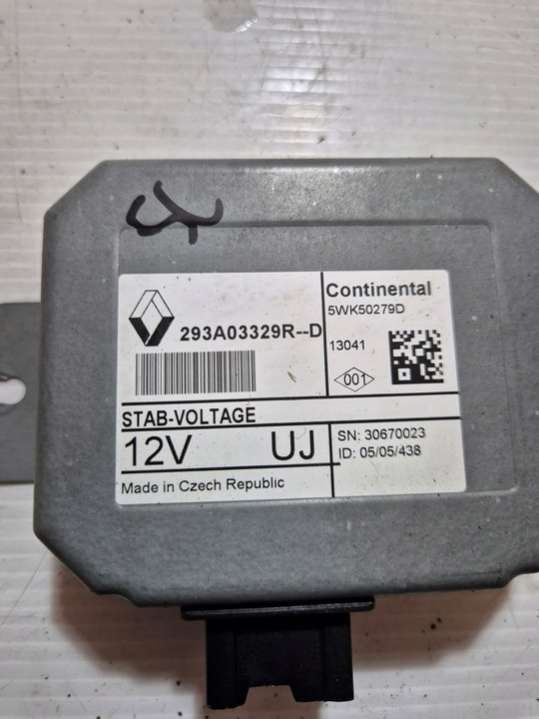 293A03329R--D
Continental
5WK50279D
13041
001
STAB-VOLTAGE
12V UJ
SN: 30670023
ID: 05/05/438
Made in Czech Republic